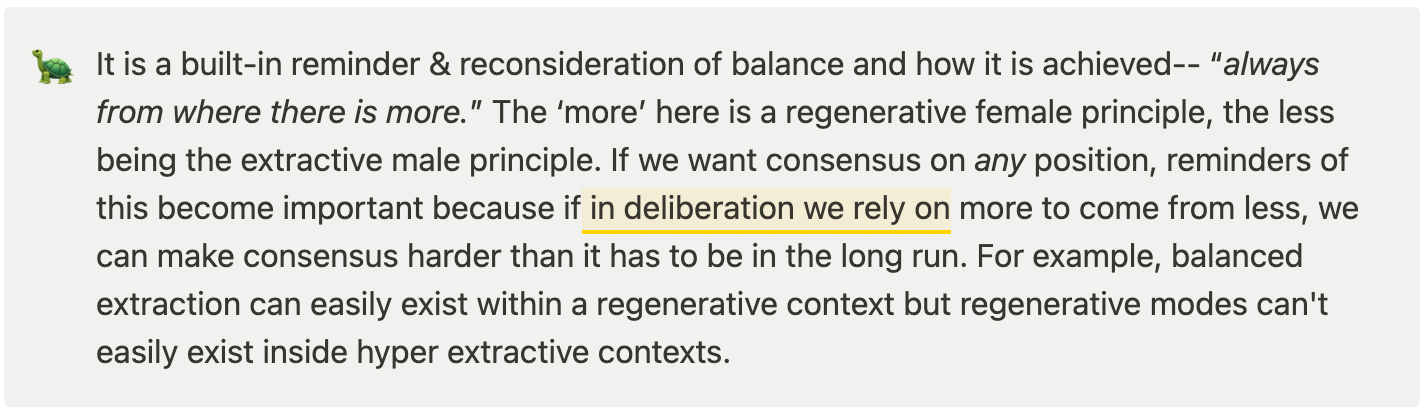 It is a built-in reminder & reconsideration of balance and how it is achieved-- “always
from where there is more.” The ‘more’ here is a regenerative female principle, the less
being the extractive male principle. If we want consensus on any position, reminders of
this become important because if in deliberation we rely on more to come from less, we
can make consensus harder than it has to be in the long run. For example, balanced
extraction can easily exist within a regenerative context but regenerative modes can't
easily exist inside hyper extractive contexts.